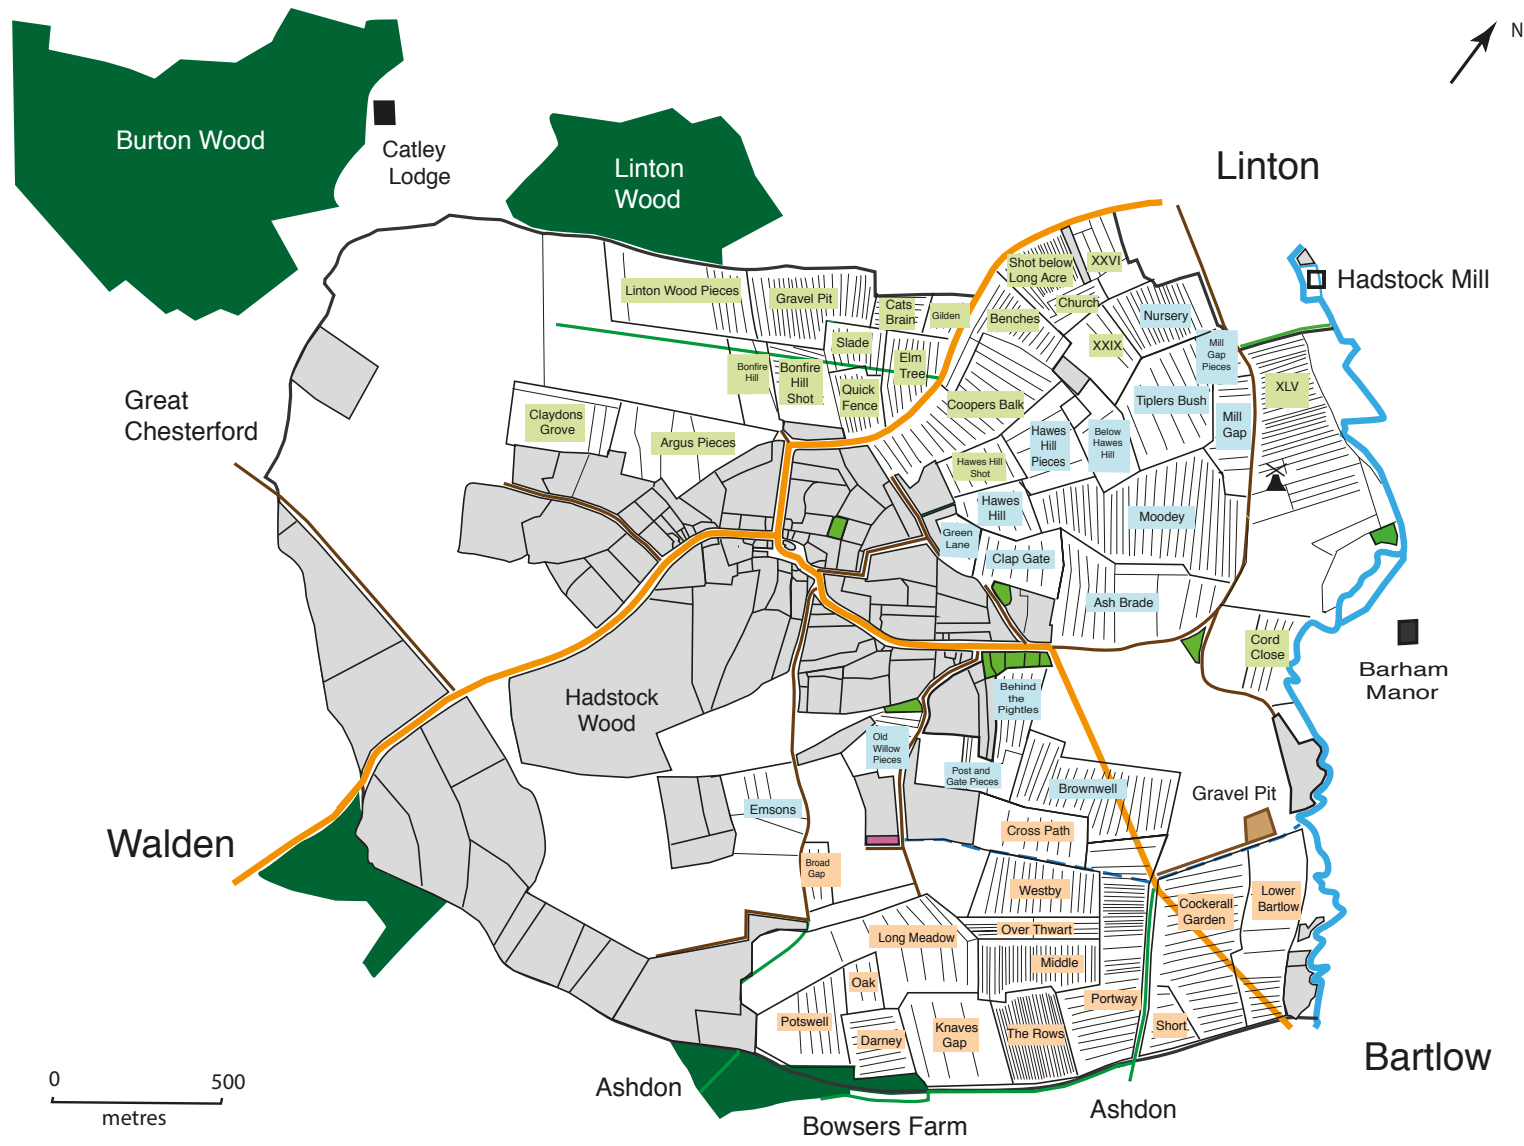 N
Burton Wood
Catley
Lodge
Linton
Wood
Linton
Hadstock Mill
Great
Chesterford
Linton Wood Pieces
Gravel Pit
Cats
Brain
Gilden
Shot below
Long Acre
XXVI
Church
Benches
XXIX
Nursery
Mill
Gap
Pieces
Slade
Elm
Tree
Bonfire
Hill
Bonfire
Hill
Shot
Quick
Fence
Coopers Balk
Tiplers Bush
XLV
Mill
Gap
Claydons
Grove
Argus Pieces
Hawes
Hill
Pieces
Below
Hawes
Hill
Hawes Hill
Shot
Hawes
Hill
Moodey
Green
Lane
Clap Gate
Ash Brade
Cord
Close
Barham
Manor
Hadstock
Wood
Behind
the
Pightles
Old
Willow
Pieces
Post and
Gate Pieces
Brownwell
Gravel Pit
Emsons
Cross Path
Walden
Broad
Gap
Westby
Cockerall
Garden
Lower
Bartlow
Long Meadow
Over Thwart
Middle
Oak
Portway
Potswell
Darney
Knaves
Gap
The Rows
Short
Bartlow
0
500
metres
Ashdon
Bowsers Farm
Ashdon